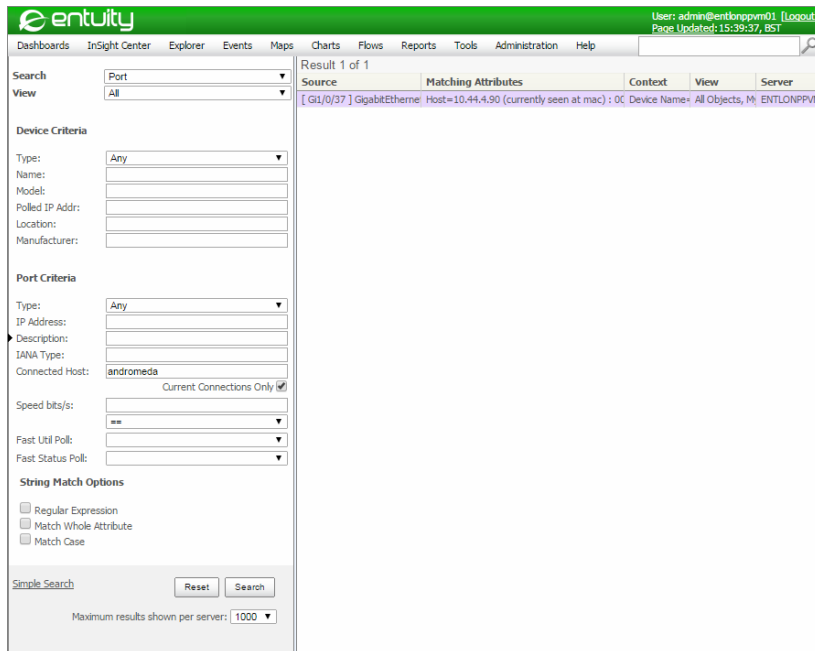 entuity
User: admin@entlonppvm01 [Logout
Page Updated: 15:39:37, BST
Dashboards InSight Center Explorer Events Maps Charts Flows Reports Tools Administration Help
Search Port
View All
Device Criteria
Type: Any
Name:
Model:
Polled IP Addr:
Location:
Manufacturer:
Port Criteria
Type: Any
IP Address:
Description:
IANA Type:
Connected Host: andromeda
Current Connections Only
Speed bits/s:
==
Fast Util Poll:
Fast Status Poll:
String Match Options
Regular Expression
Match Whole Attribute
Match Case
Simple Search Reset Search
Maximum results shown per server: 1000
Result 1 of 1
Source Matching Attributes Context View Server
[ Gi1/0/37 ] GigabitEtherne Host=10.44.4.90 (currently seen at mac) : 00 Device Name= All Objects, M ENTLONPPV